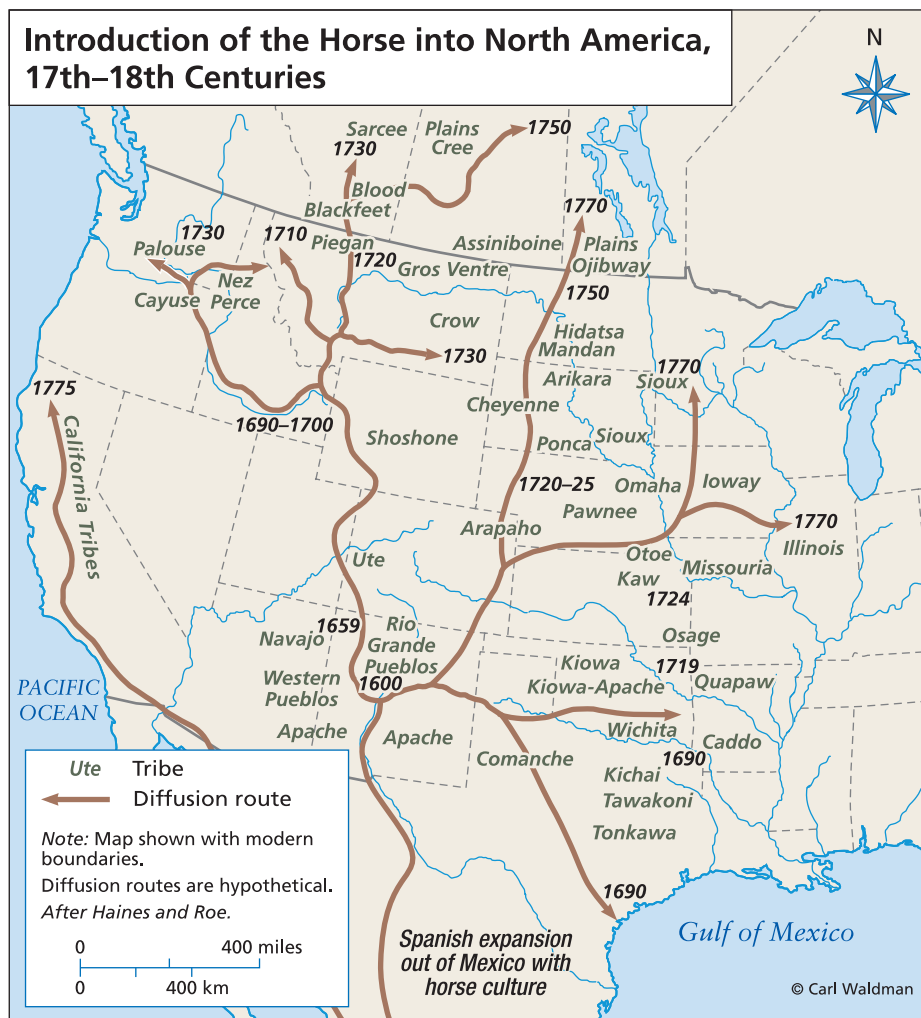 Introduction of the Horse into North America,
17th–18th Centuries
N
Sarcee
1730
Plains
Cree
1750
Blood
Blackfeet
1770
1730
Palouse
1710
Piegan
1720
Assiniboine
Gros Ventre
Plains
Ojibway
1750
Cayuse
Nez
Perce
Crow
1730
Hidatsa
Mandan
1770
Sioux
1775
Arikara
Cheyenne
1690–1700
Shoshone
Ponca
Sioux
California Tribes
1720–25
Omaha
Ioway
Pawnee
Arapaho
1770
Illinois
Ute
Otoe
Missouria
Kaw
1724
Navajo
1659
Rio
Grande
Pueblos
Osage
Western
Pueblos
1600
Kiowa
1719
Kiowa-Apache
Quapaw
PACIFIC
OCEAN
Apache
Apache
Wichita
Caddo
Comanche
1690
Kichai
Tawakoni
Tonkawa
1690
Ute Tribe
Diffusion route
Note: Map shown with modern
boundaries.
Diffusion routes are hypothetical.
After Haines and Roe.
0 400 miles
0 400 km
Spanish expansion
out of Mexico with
horse culture
Gulf of Mexico
© Carl Waldman